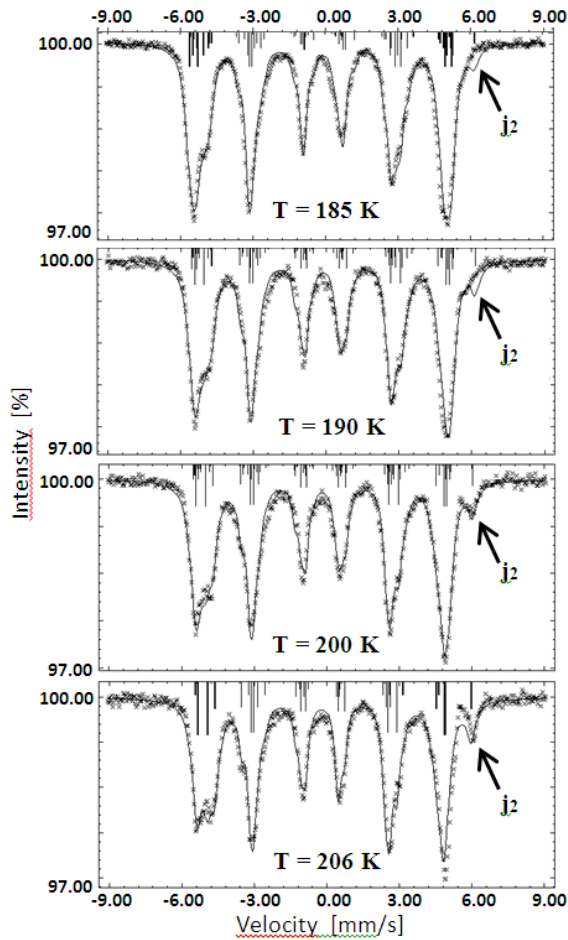 100.00
j2
T = 185 K
97.00
100.00
j2
T = 190 K
97.00
100.00
j2
T = 200 K
97.00
100.00
j2
T = 206 K
97.00
-9.00 -6.00 -3.00 0.00 3.00 6.00 9.00
-9.00 -6.00 -3.00 0.00 3.00 6.00 9.00
Velocity [mm/s]
Intensity [%]